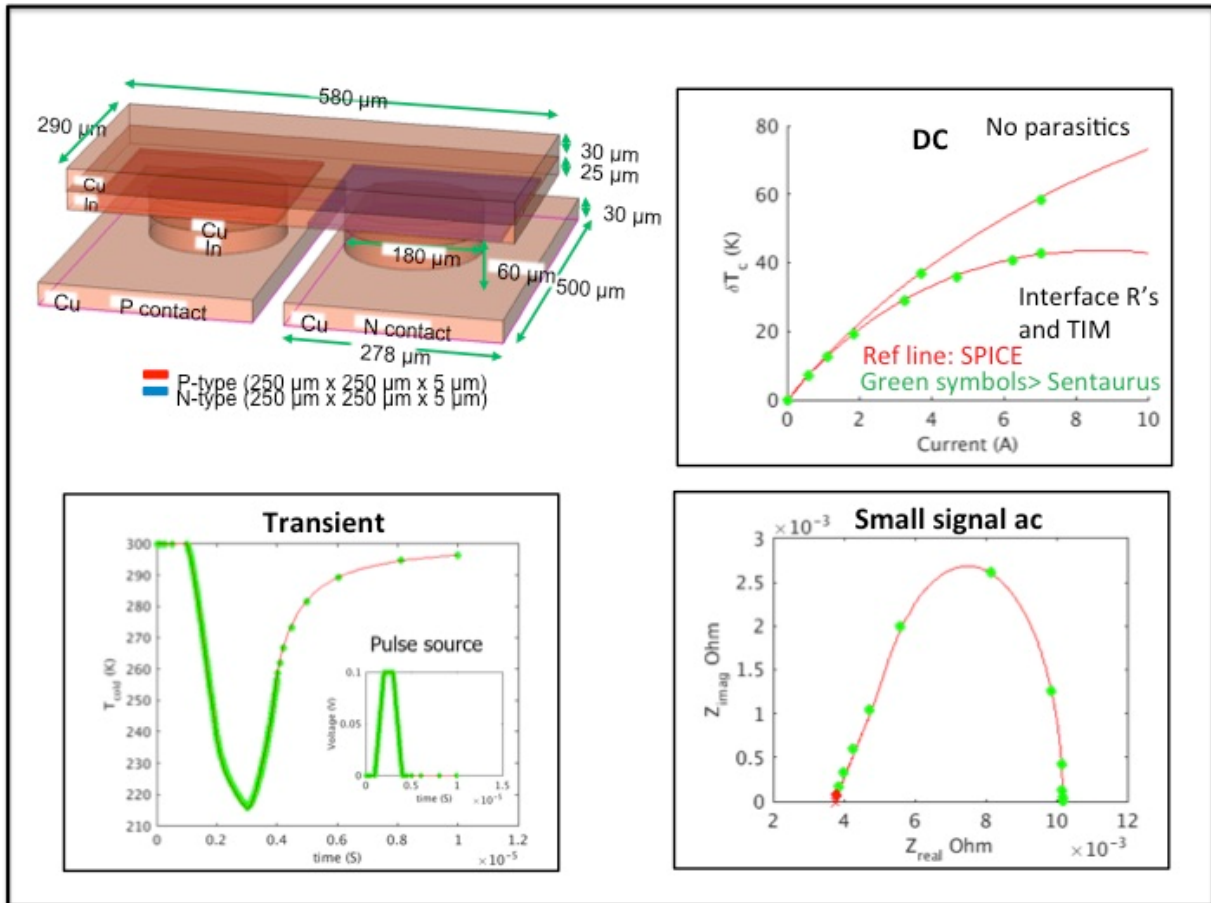 580 µm
290 µm
30 µm
25 µm
Cu
In
30 µm
Cu
In
180 µm
60 µm
500 µm
Cu P contact
Cu N contact
278 µm
P-type (250 µm x 250 µm x 5 µm)
N-type (250 µm x 250 µm x 5 µm)
DC
No parasitics
80
60
40
20
0
δT_c (K)
Interface R's
and TIM
Ref line: SPICE
Green symbols> Sentaurus
0 2 4 6 8 10
Current (A)
Transient
300
290
280
270
260
250
240
230
220
210
T_cold (K)
Pulse source
0.1
0.05
0
Voltage (V)
0 0.5 1 1.5
time (S) ×10⁻⁵
0 0.2 0.4 0.6 0.8 1 1.2
time (S) ×10⁻⁵
Small signal ac
×10⁻³
3
2.5
2
1.5
1
0.5
0
Z_imag Ohm
2 4 6 8 10 12
Z_real Ohm ×10⁻³